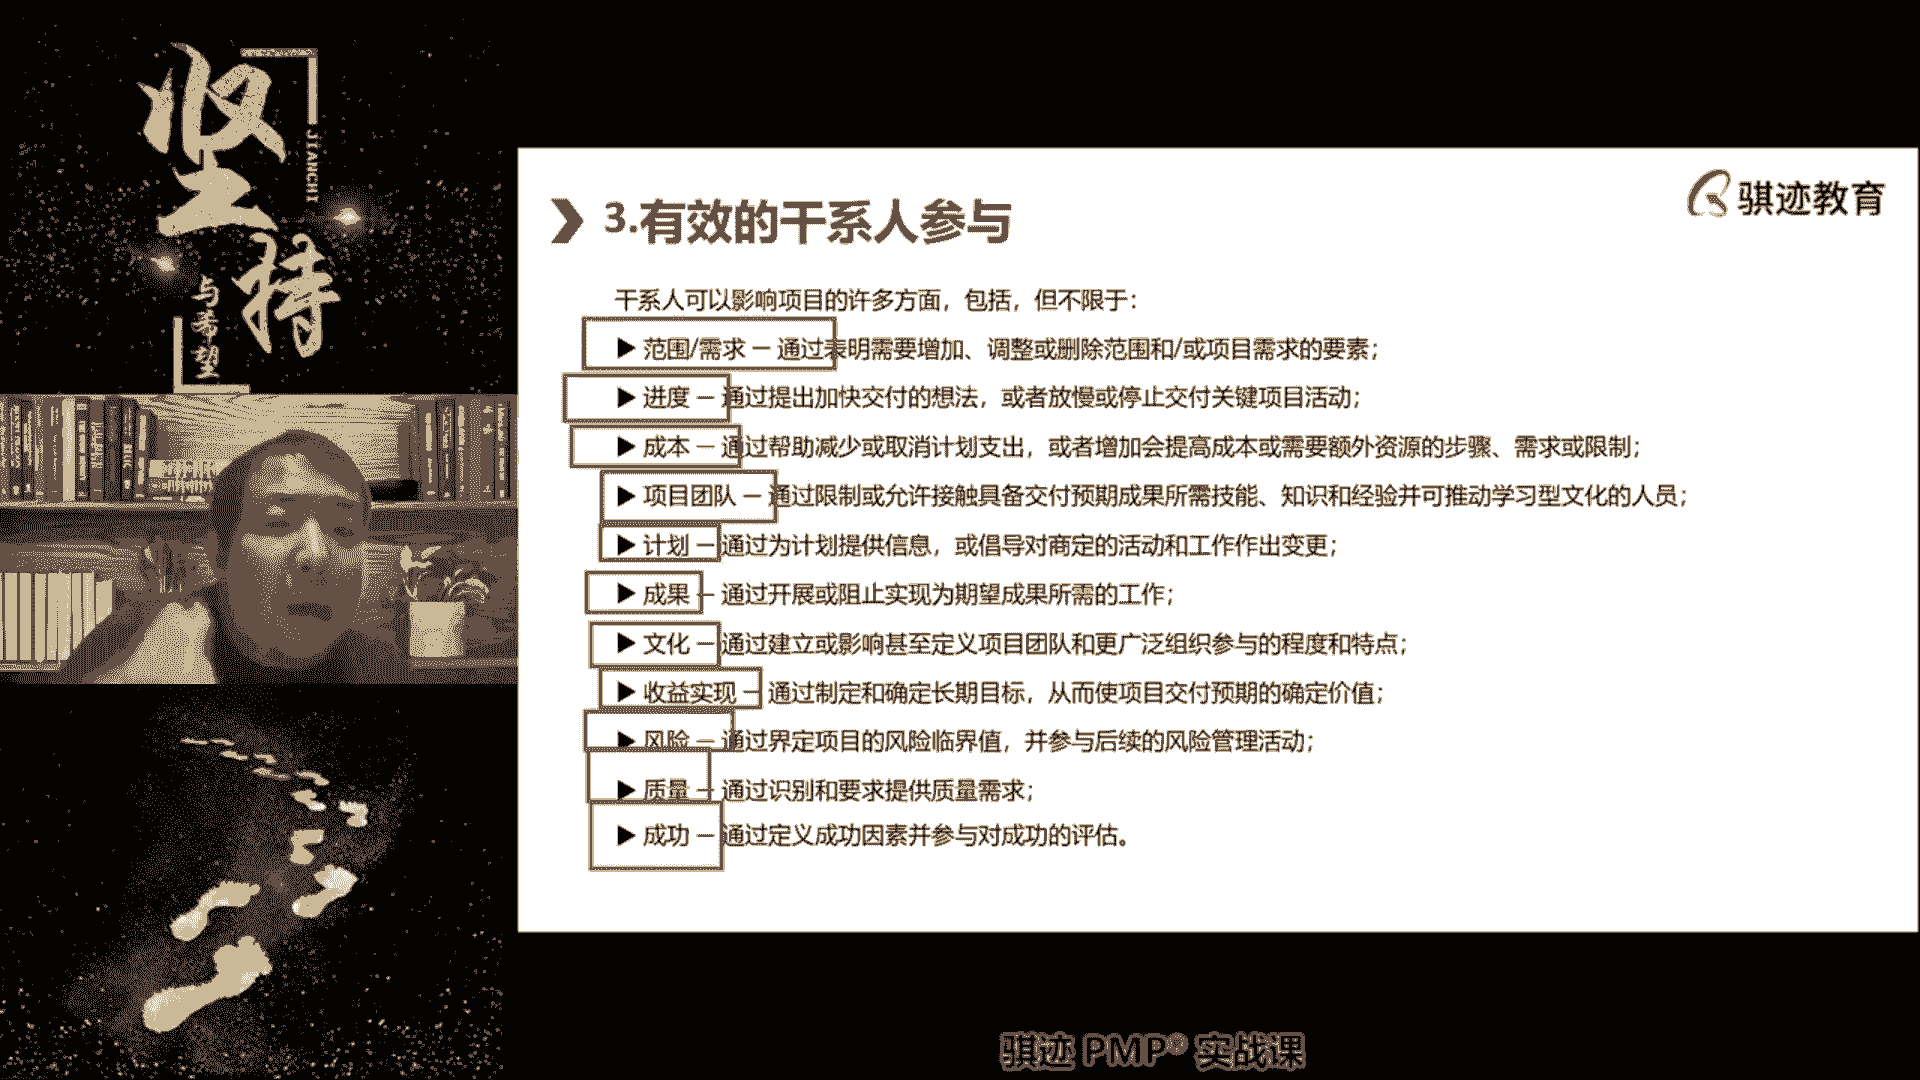 坚持
JIANCHI
与希望
骐迹教育
3.有效的干系人参与
干系人可以影响项目的许多方面，包括，但不限于：
▶ 范围/需求 — 通过表明需要增加、调整或删除范围和/或项目需求的要素；
▶ 进度 — 通过提出加快交付的想法，或者放慢或停止交付关键项目活动；
▶ 成本 — 通过帮助减少或取消计划支出，或者增加会提高成本或需要额外资源的步骤、需求或限制；
▶ 项目团队 — 通过限制或允许接触具备交付预期成果所需技能、知识和经验并可推动学习型文化的人员；
▶ 计划 — 通过为计划提供信息，或倡导对商定的活动和工作作出变更；
▶ 成果 — 通过开展或阻止实现为期望成果所需的工作；
▶ 文化 — 通过建立或影响甚至定义项目团队和更广泛组织参与的程度和特点；
▶ 收益实现 — 通过制定和确定长期目标，从而使项目交付预期的确定价值；
▶ 风险 — 通过界定项目的风险临界值，并参与后续的风险管理活动；
▶ 质量 — 通过识别和要求提供质量需求；
▶ 成功 — 通过定义成功因素并参与对成功的评估。
骐迹 PMP® 实战课